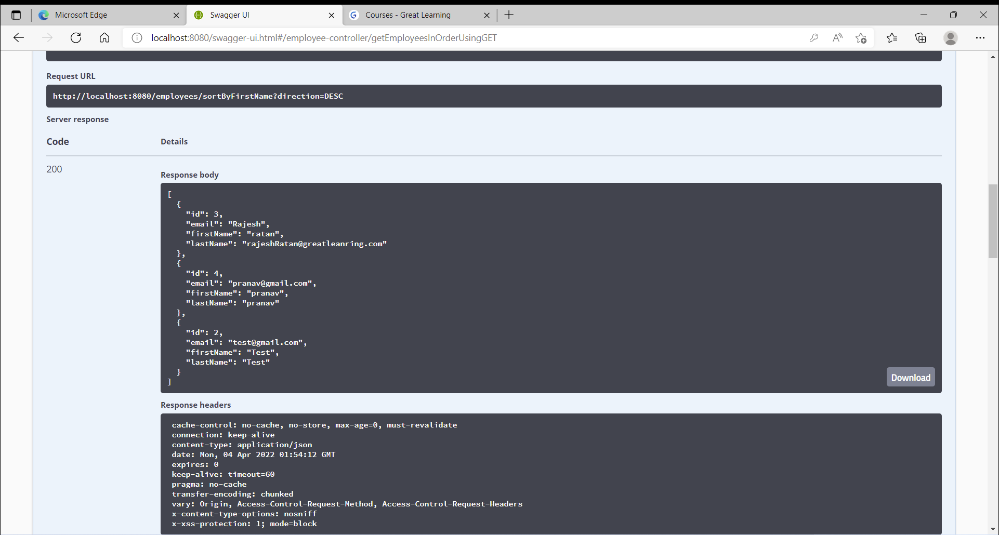 Microsoft Edge
Swagger UI
Courses - Great Learning
localhost:8080/swagger-ui.html#/employee-controller/getEmployeesInOrderUsingGET
Request URL
http://localhost:8080/employees/sortByFirstName?direction=DESC
Server response
Code Details
200
Response body
[
  {
    "id": 3,
    "email": "Rajesh",
    "firstName": "ratan",
    "lastName": "rajeshRatan@greatleanring.com"
  },
  {
    "id": 4,
    "email": "pranav@gmail.com",
    "firstName": "pranav",
    "lastName": "pranav"
  },
  {
    "id": 2,
    "email": "test@gmail.com",
    "firstName": "Test",
    "lastName": "Test"
  }
]
Download
Response headers
cache-control: no-cache, no-store, max-age=0, must-revalidate
connection: keep-alive
content-type: application/json
date: Mon, 04 Apr 2022 01:54:12 GMT
expires: 0
keep-alive: timeout=60
pragma: no-cache
transfer-encoding: chunked
vary: Origin, Access-Control-Request-Method, Access-Control-Request-Headers
x-content-type-options: nosniff
x-xss-protection: 1; mode=block